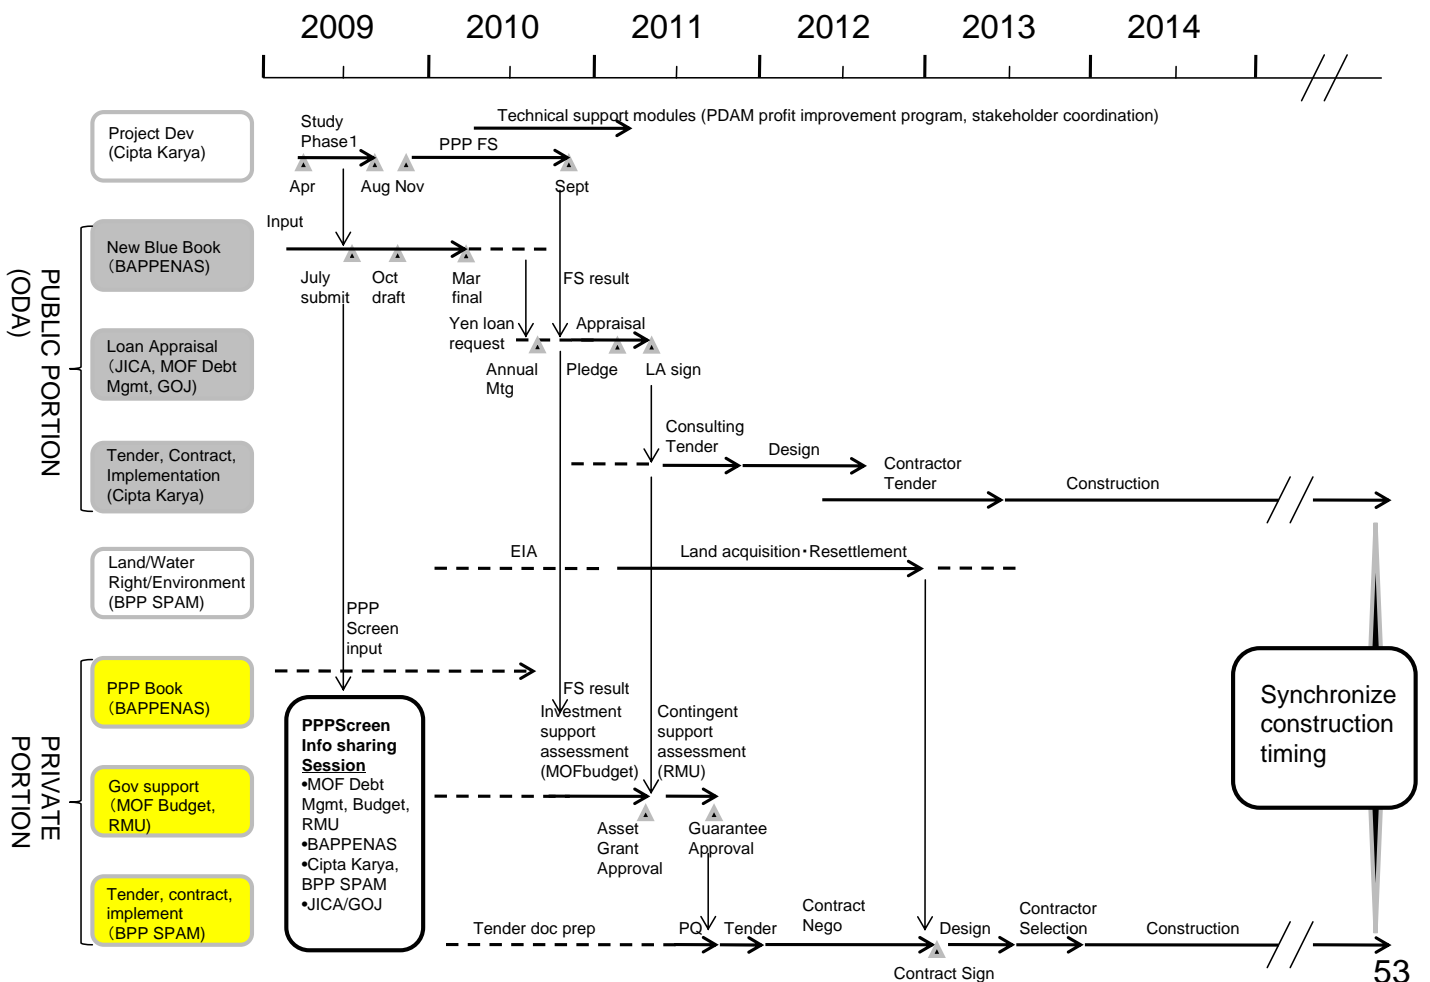 2009
2010
2011
2012
2013
2014
Technical support modules (PDAM profit improvement program, stakeholder coordination)
Project Dev
(Cipta Karya)
Study
Phase1
PPP FS
Apr
Aug
Nov
Sept
Input
PUBLIC PORTION
(ODA)
New Blue Book
(BAPPENAS)
July
submit
Oct
draft
Mar
final
FS result
Loan Appraisal
(JICA, MOF Debt
Mgmt, GOJ)
Yen loan
request
Appraisal
Annual
Mtg
Pledge
LA sign
Tender, Contract,
Implementation
(Cipta Karya)
Consulting
Tender
Design
Contractor
Tender
Construction
Land/Water
Right/Environment
(BPP SPAM)
EIA
Land acquisition・Resettlement
PPP
Screen
input
PRIVATE
PORTION
PPP Book
(BAPPENAS)
FS result
Investment
support
assessment
(MOFbudget)
Contingent
support
assessment
(RMU)
PPPScreen
Info sharing
Session
•MOF Debt
Mgmt, Budget,
RMU
•BAPPENAS
•Cipta Karya,
BPP SPAM
•JICA/GOJ
Gov support
(MOF Budget,
RMU)
Asset
Grant
Approval
Guarantee
Approval
Tender, contract,
implement
(BPP SPAM)
Tender doc prep
PQ
Tender
Contract
Nego
Contract Sign
Design
Contractor
Selection
Construction
Synchronize
construction
timing
53